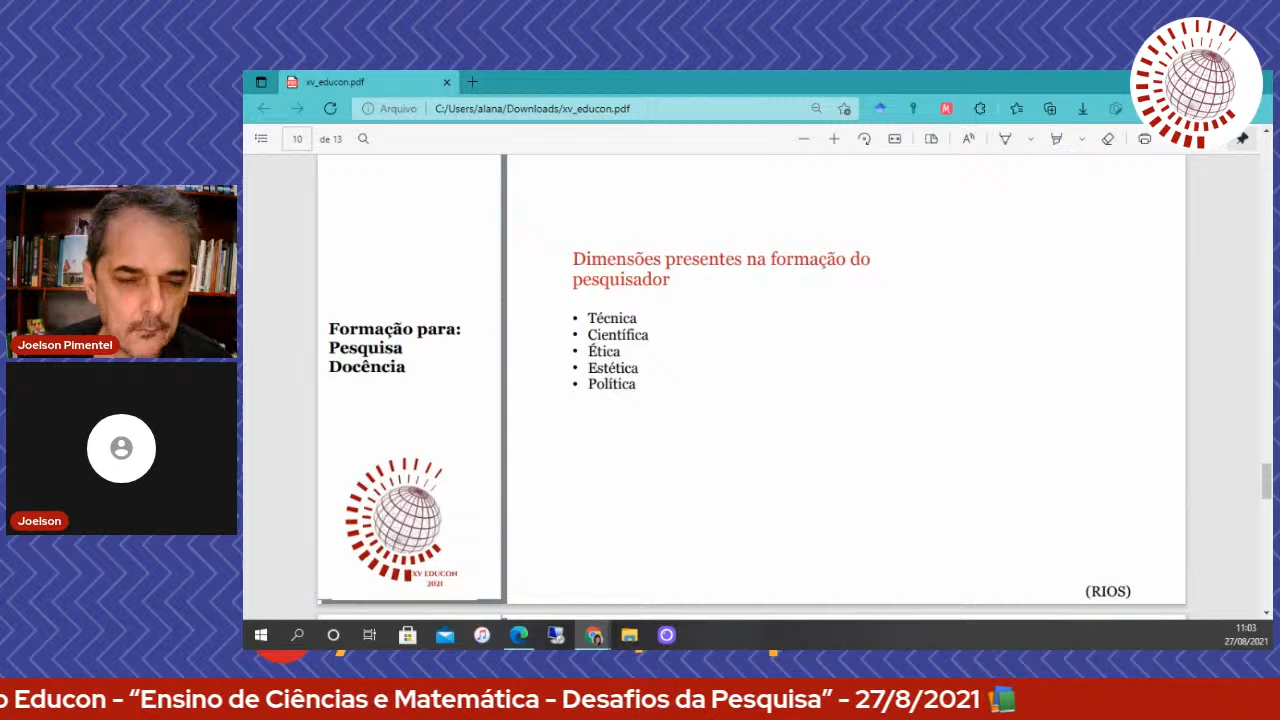 xv_educon.pdf
Arquivo
C:/Users/alana/Downloads/xv_educon.pdf
10
de 13
Formação para:
Pesquisa
Docência
XV EDUCON
2021
Dimensões presentes na formação do
pesquisador
• Técnica
• Científica
• Ética
• Estética
• Política
(RIOS)
Joelson Pimentel
Joelson
11:03
27/08/2021
o Educon - “Ensino de Ciências e Matemática - Desafios da Pesquisa” - 27/8/2021